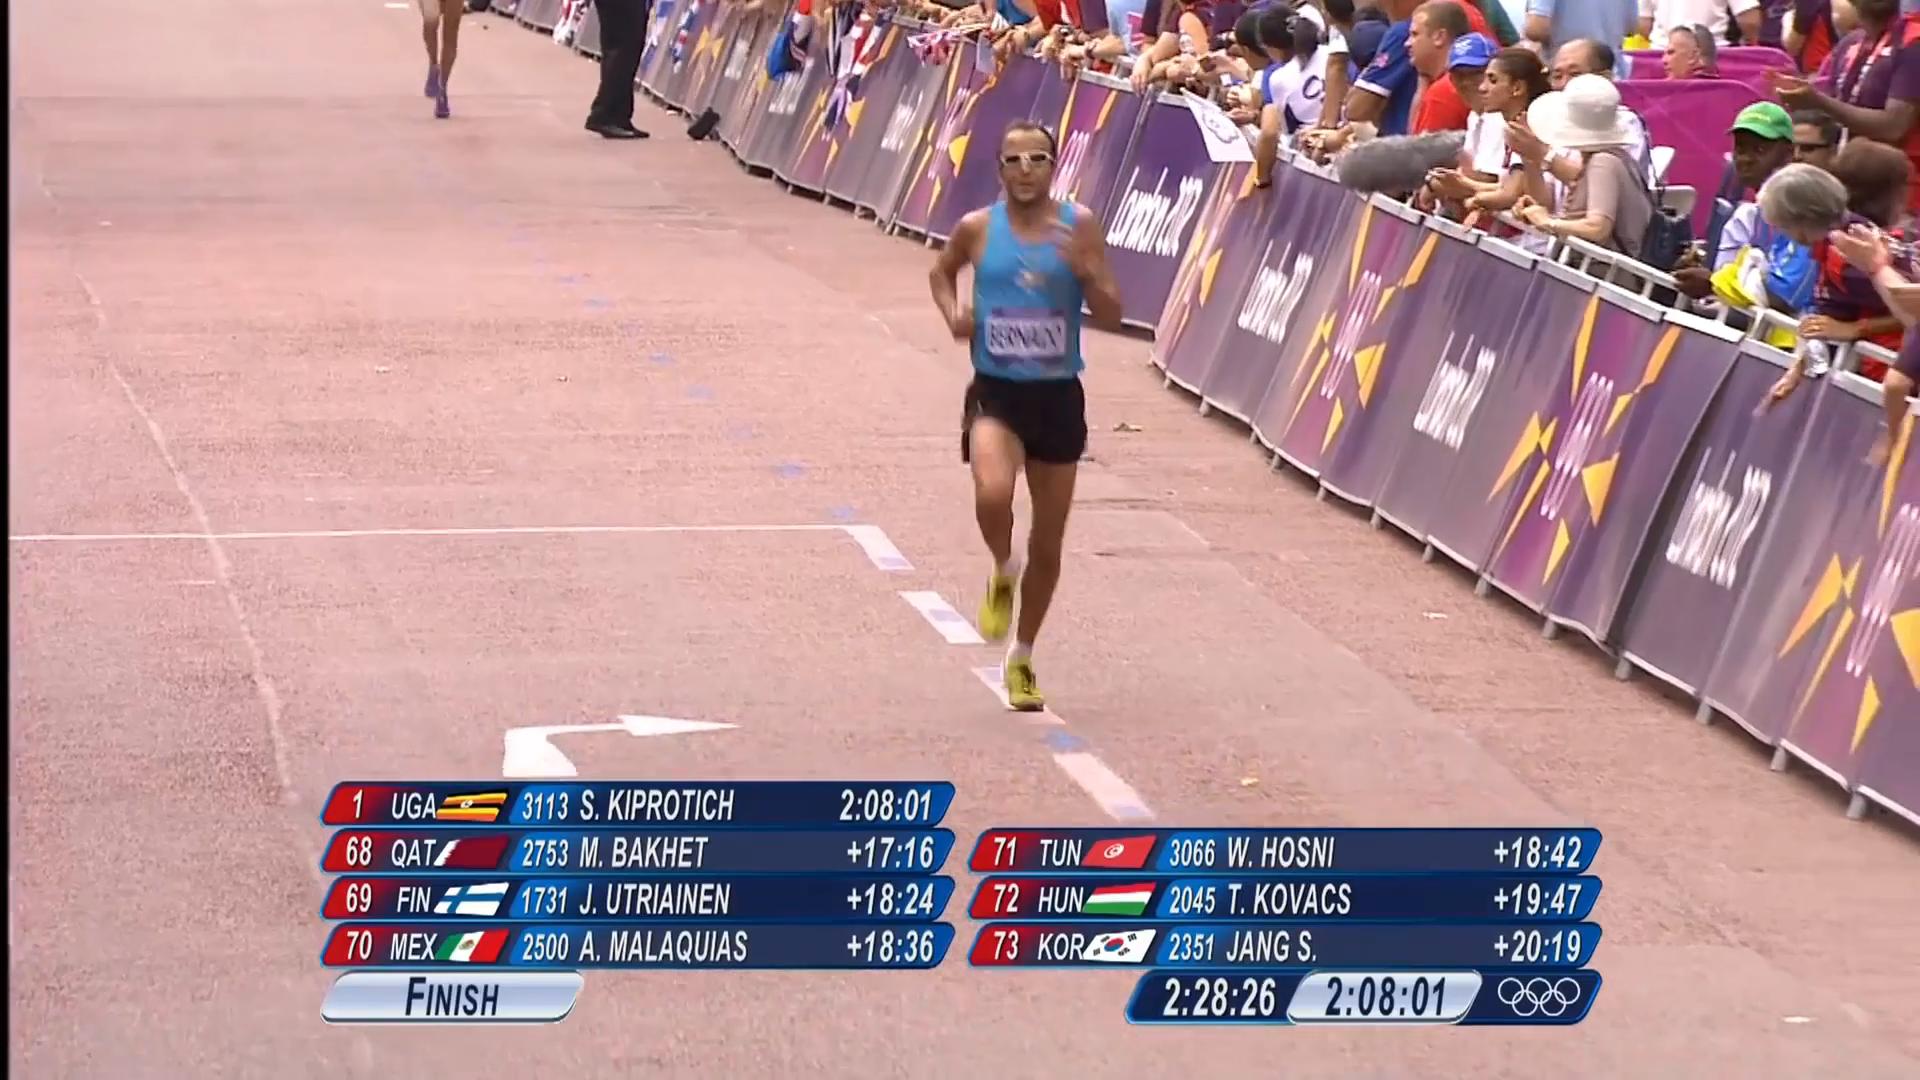 London 2012
London 2012
London 2012
London 2012
1 UGA 3113 S. KIPROTICH 2:08:01
68 QAT 2753 M. BAKHET +17:16
69 FIN 1731 J. UTRIAINEN +18:24
70 MEX 2500 A. MALAQUIAS +18:36
71 TUN 3066 W. HOSNI +18:42
72 HUN 2045 T. KOVACS +19:47
73 KOR 2351 JANG S. +20:19
FINISH
2:28:26 2:08:01